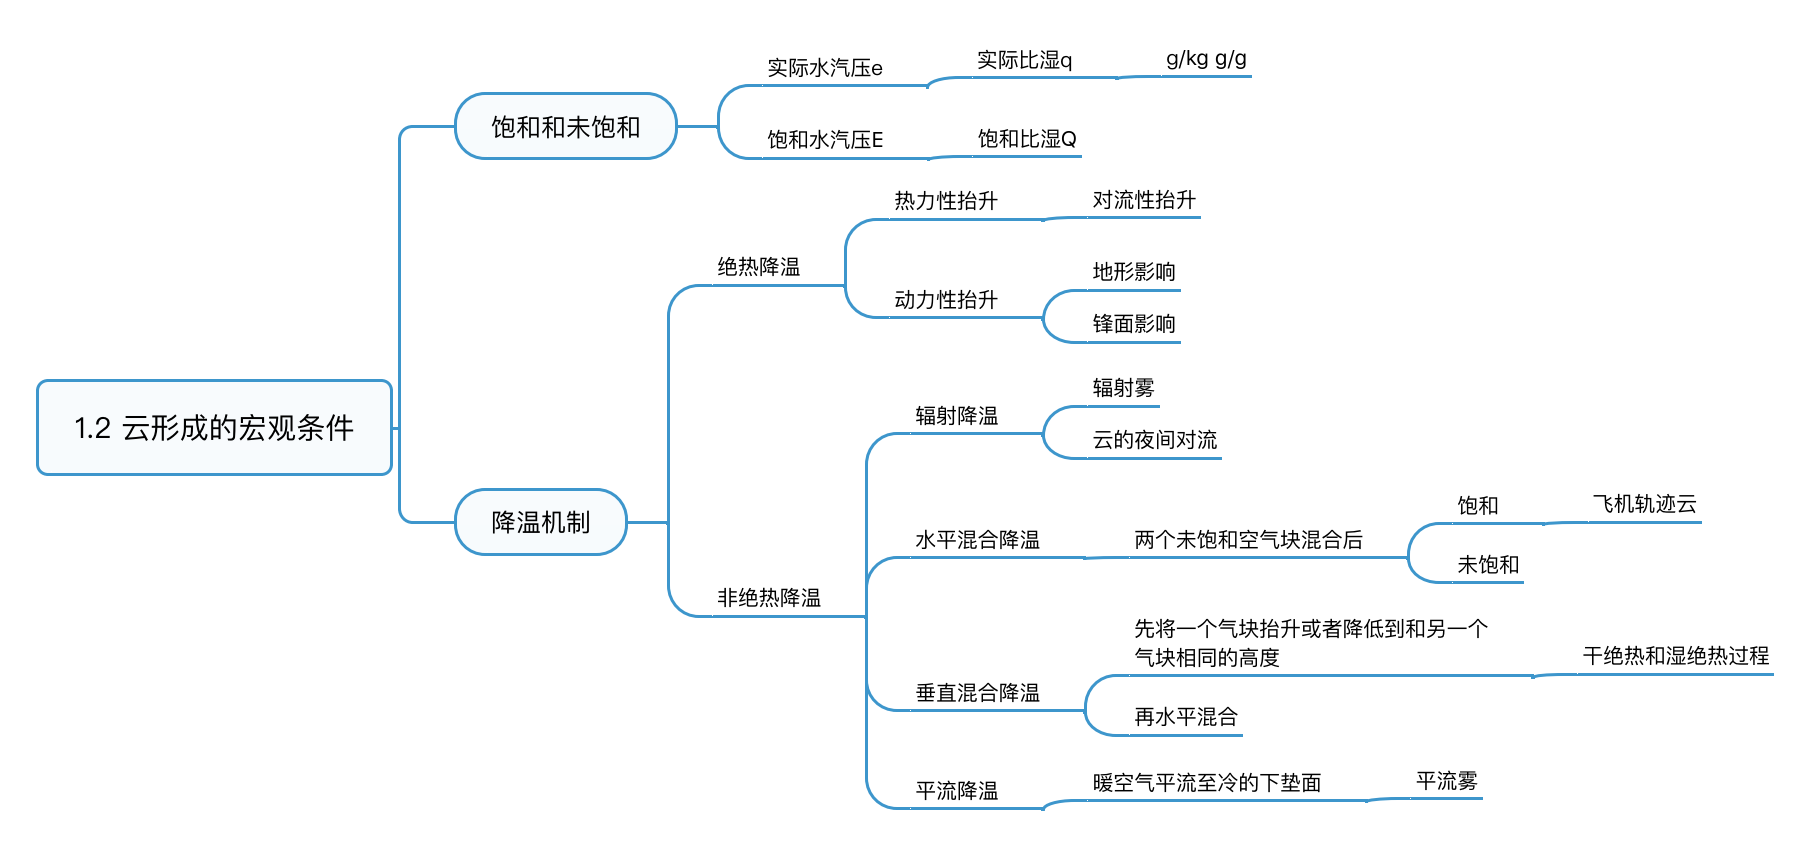 1.2 云形成的宏观条件
饱和和未饱和
实际水汽压e
实际比湿q
g/kg g/g
饱和水汽压E
饱和比湿Q
降温机制
绝热降温
热力性抬升
对流性抬升
动力性抬升
地形影响
锋面影响
非绝热降温
辐射降温
辐射雾
云的夜间对流
水平混合降温
两个未饱和空气块混合后
饱和
飞机轨迹云
未饱和
垂直混合降温
先将一个气块抬升或者降低到和另一个
气块相同的高度
干绝热和湿绝热过程
再水平混合
平流降温
暖空气平流至冷的下垫面
平流雾